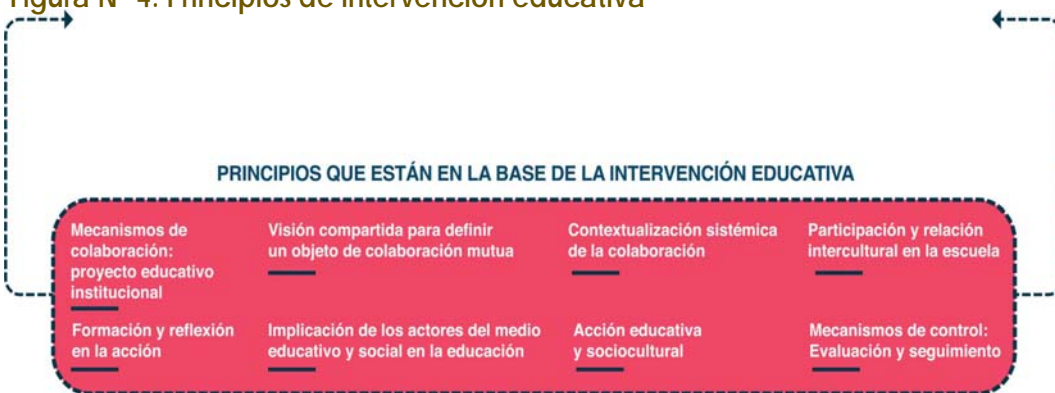 Figura N° 4. Principios de intervención educativa
PRINCIPIOS QUE ESTÁN EN LA BASE DE LA INTERVENCIÓN EDUCATIVA
Mecanismos de
colaboración:
proyecto educativo
institucional
Visión compartida para definir
un objeto de colaboración mutua
Contextualización sistémica
de la colaboración
Participación y relación
intercultural en la escuela
Formación y reflexión
en la acción
Implicación de los actores del medio
educativo y social en la educación
Acción educativa
y sociocultural
Mecanismos de control:
Evaluación y seguimiento